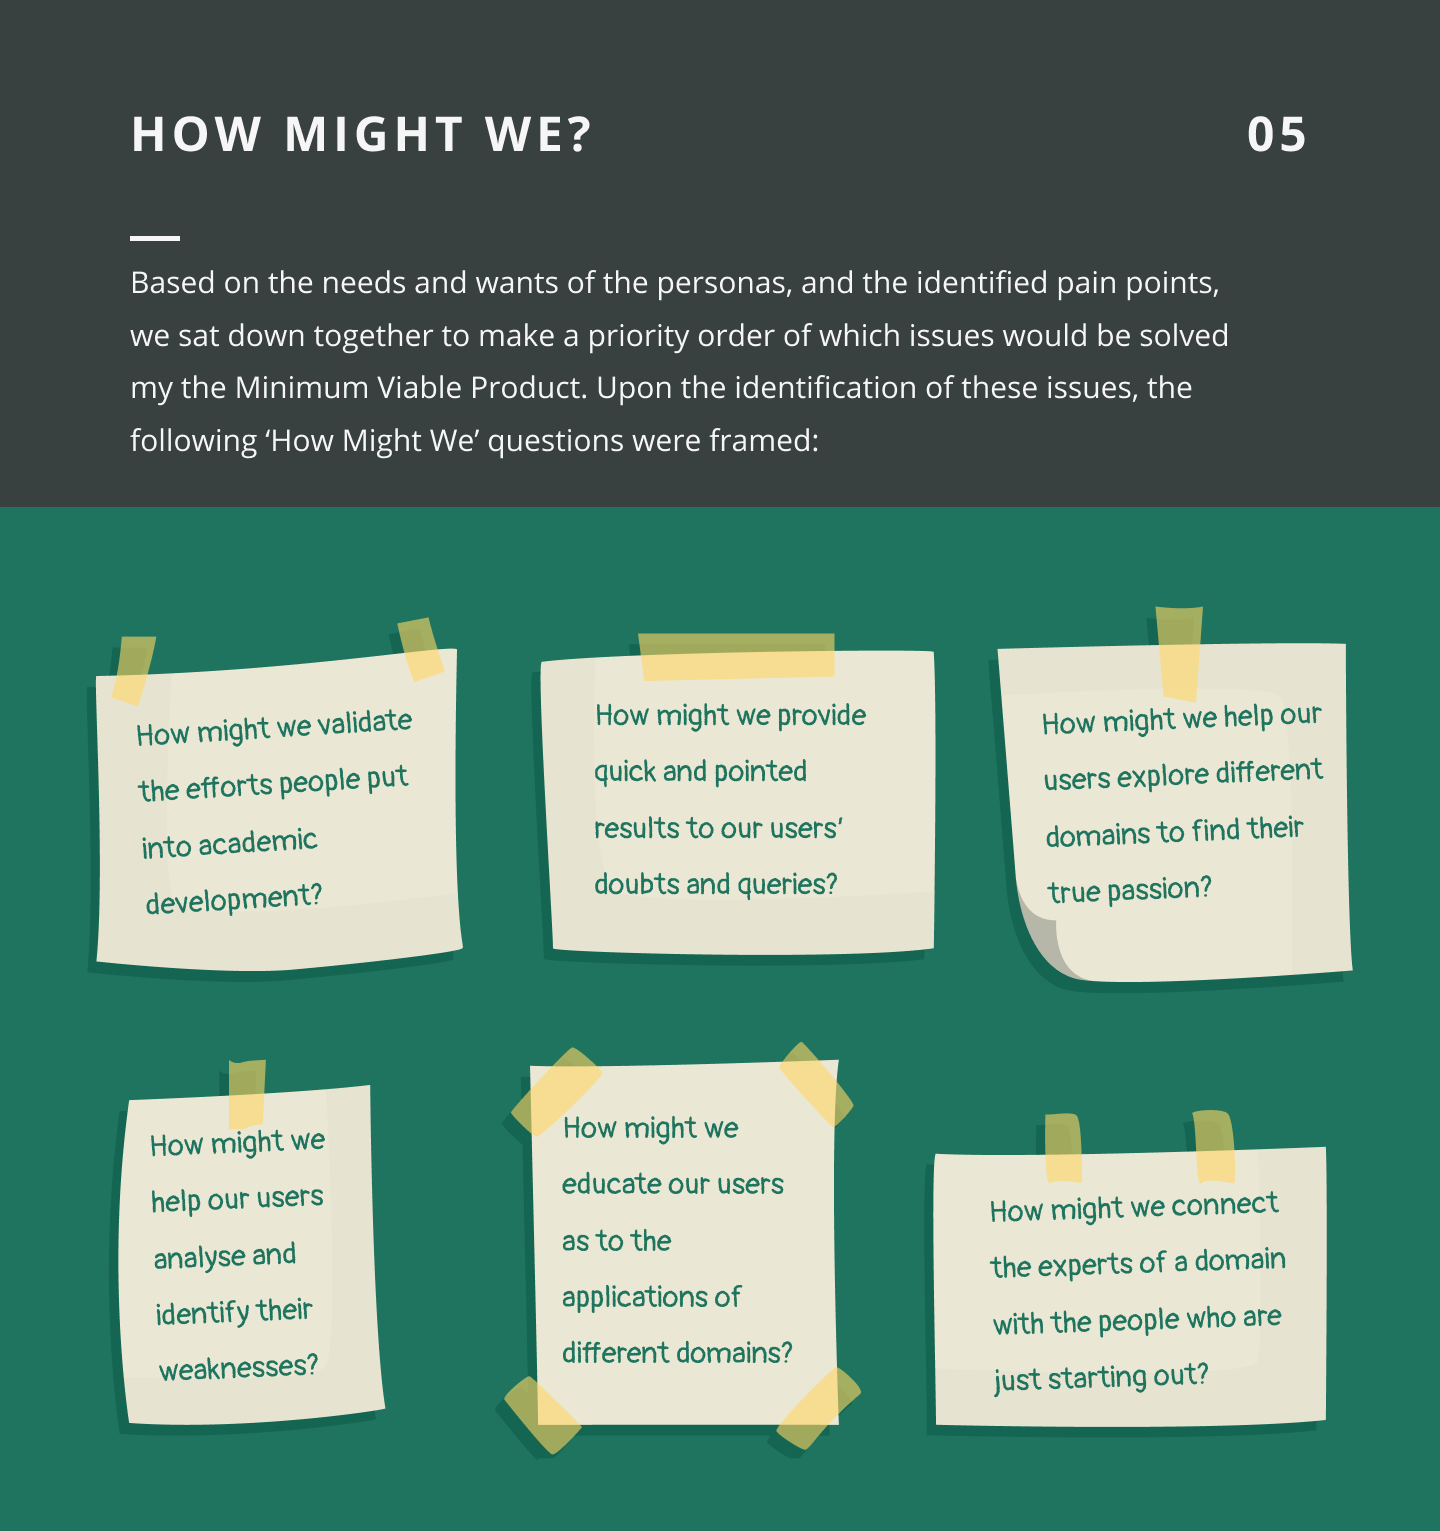 HOW MIGHT WE?
05
Based on the needs and wants of the personas, and the identified pain points,
we sat down together to make a priority order of which issues would be solved
my the Minimum Viable Product. Upon the identification of these issues, the
following ‘How Might We’ questions were framed:
How might we validate
the efforts people put
into academic
development?
How might we provide
quick and pointed
results to our users’
doubts and queries?
How might we help our
users explore different
domains to find their
true passion?
How might we
help our users
analyse and
identify their
weaknesses?
How might we
educate our users
as to the
applications of
different domains?
How might we connect
the experts of a domain
with the people who are
just starting out?